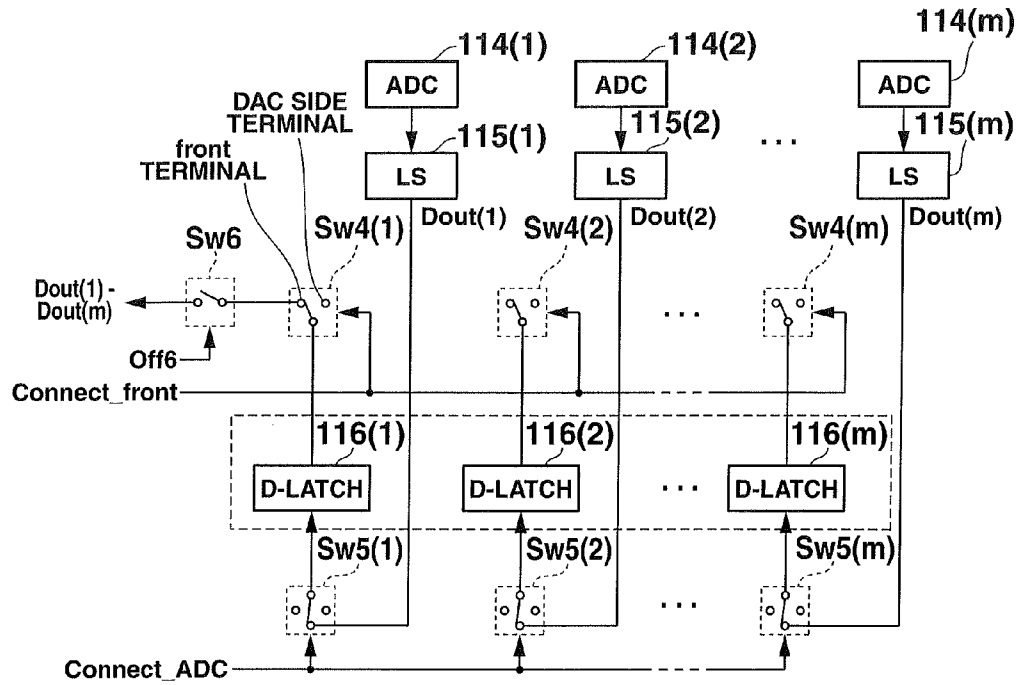 114(1)
114(2)
114(m)
ADC
ADC
ADC
DAC SIDE
TERMINAL
front
TERMINAL
115(1)
115(2)
...
115(m)
LS
LS
LS
Dout(1)
Dout(2)
Dout(m)
Sw6
Sw4(1)
Sw4(2)
Sw4(m)
Dout(1) -
Dout(m)
...
Off6
Connect_front
116(1)
116(2)
116(m)
D-LATCH
D-LATCH
...
D-LATCH
Sw5(1)
Sw5(2)
Sw5(m)
...
Connect_ADC